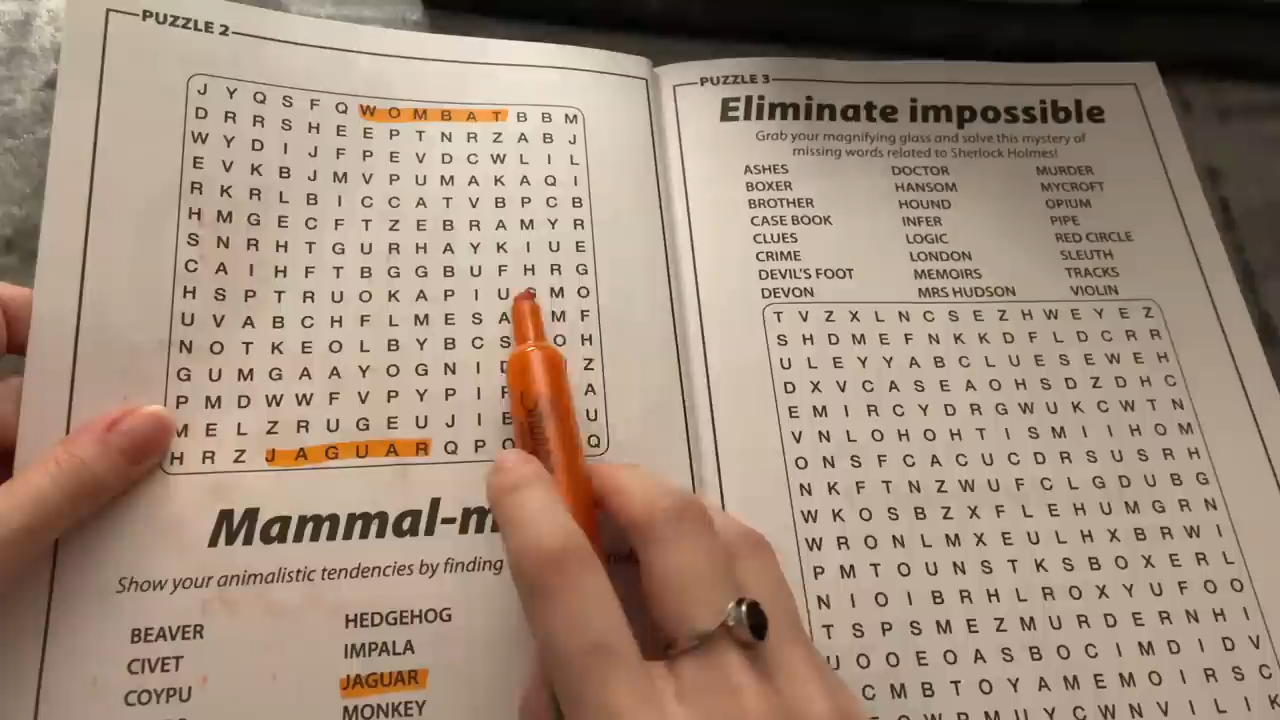 PUZZLE 2
J Y Q S F Q W O M B A T B B M
D R R S H E E P T N R Z A B J
W Y D I J F P E V D C W L I L
E V K B J M V P U M A K A Q I
R K R L B I C C A T V B P C B
H M G E C F T Z E B R A M Y R
S N R H T G U R H A Y K I U E
C A I H F T B G G B U F H R G
H S P T R U O K A P I U M O
U V A B C H F L M E S A M F
N O T K E O L B Y B C S O H
G U M G A A Y O G N I Z
P M D W W F V P Y P I A
M E L Z R U G E U J I U
H R Z J A G U A R Q P Q
Mammal-m
Show your animalistic tendencies by finding
BEAVER HEDGEHOG
CIVET IMPALA
COYPU JAGUAR
MONKEY
PUZZLE 3
Eliminate impossible
Grab your magnifying glass and solve this mystery of
missing words related to Sherlock Holmes!
ASHES DOCTOR MURDER
BOXER HANSOM MYCROFT
BROTHER HOUND OPIUM
CASE BOOK INFER PIPE
CLUES LOGIC RED CIRCLE
CRIME LONDON SLEUTH
DEVIL'S FOOT MEMOIRS TRACKS
DEVON MRS HUDSON VIOLIN
T V Z X L N C S E Z H W E Y E Z
S H D M E F N K K D F L D C R R
U L E Y Y A B C L U E S E W E H
D X V C A S E A O H S D Z D H C
E M I R C Y D R G W U K C W T N
V N L O H O H T I S M I I H O M
O N S F C A C U C D R S U S R H
N K F T N Z W U F C L G D U B G
W K O S B Z X F L E H U M G R N
W R O N L M X E U L H X B R W I
P M T O U N S T K S B O X E R L
N I O I B R H L R O X Y U F O O
T S P S M E Z M U R D E R N H I
U O O E O A S B O C I M D I D V
C M B T O Y A M E M O I R S C
M U Y C W N V I L I K